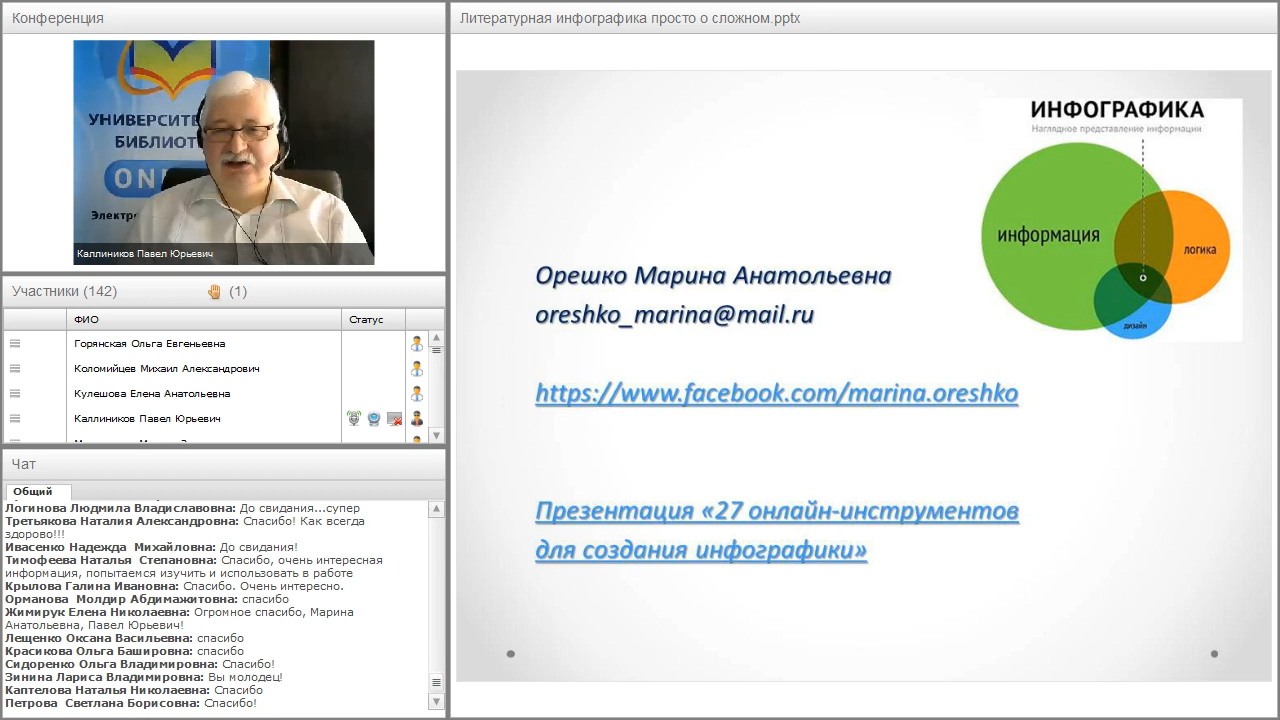 Конференция
УНИВЕРСИТЕ
БИБЛИОТ
ON
Электро
Каллиников Павел Юрьевич
Участники (142)
(1)
ФИО
Статус
Горянская Ольга Евгеньевна
Коломийцев Михаил Александрович
Кулешова Елена Анатольевна
Каллиников Павел Юрьевич
Чат
Общий
Логинова Людмила Владиславовна: До свидания...супер
Третьякова Наталия Александровна: Спасибо! Как всегда
здорово!!!
Ивасенко Надежда Михайловна: До свидания!
Тимофеева Наталья Степановна: Спасибо, очень интересная
информация, попытаемся изучить и использовать в работе
Крылова Галина Ивановна: Спасибо. Очень интересно.
Орманова Молдир Абдимажитовна: спасибо
Жимирук Елена Николаевна: Огромное спасибо, Марина
Анатольевна, Павел Юрьевич!
Лещенко Оксана Васильевна: спасибо
Красикова Ольга Башировна: спасибо
Сидоренко Ольга Владимировна: Спасибо!
Зинина Лариса Владимировна: Вы молодец!
Каптелова Наталья Николаевна: Спасибо
Петрова Светлана Борисовна: Спасибо!
Литературная инфографика просто о сложном.pptx
ИНФОГРАФИКА
Наглядное представление информации
информация
логика
дизайн
Орешко Марина Анатольевна
oreshko_marina@mail.ru
https://www.facebook.com/marina.oreshko
Презентация «27 онлайн-инструментов
для создания инфографики»